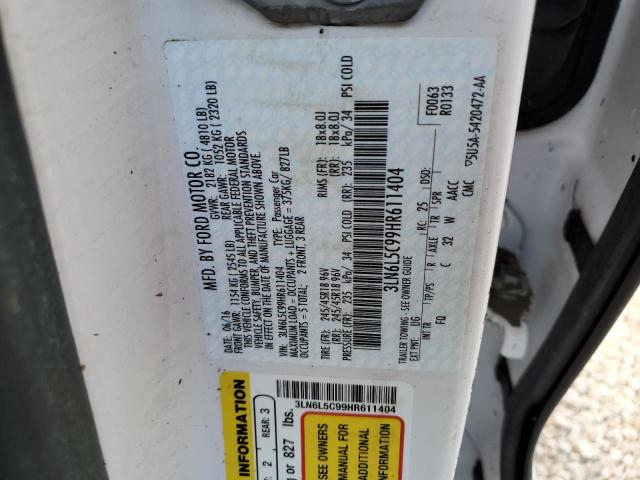 MFD. BY FORD MOTOR CO.
06/16 GVWR: 2182 KG ( 4810 LB)
FRONT GAWR: 1154 KG ( 2545 LB) REAR GAWR: 1052 KG ( 2320 LB)
THIS VEHICLE CONFORMS TO ALL APPLICABLE FEDERAL MOTOR
VEHICLE SAFETY, BUMPER, AND THEFT PREVENTION STANDARDS
IN EFFECT ON THE DATE OF MANUFACTURE SHOWN ABOVE.
VIN: 3LN6L5C99HR611404 TYPE: Passenger Car
MAXIMUM LOAD = OCCUPANTS + LUGGAGE = 375KG/ 827LB
OCCUPANTS = 5 TOTAL; 2 FRONT, 3 REAR
TIRE (FR): 245/45R18 96V RIMS (FR): 18x8.0J
(RR): 245/45R18 96V (RR): 18x8.0J
PRESSURE (FR): 235 kPa/ 34 PSI COLD (RR): 235 kPa/ 34 PSI COLD
3LN6L5C99HR611404
F0063
R0133
TRAILER TOWING - SEE OWNER GUIDE
EXT PNT: UG RC: 25 DSO:
INT TR TP/PS R AXLE TR SPR
FQ C 32 W AACC
CMC
5U5A-5420472-AA
3LN6L5C99HR611404
INFORMATION
2 REAR: 3
or 827 lbs.
SEE OWNERS
MANUAL FOR
ADDITIONAL